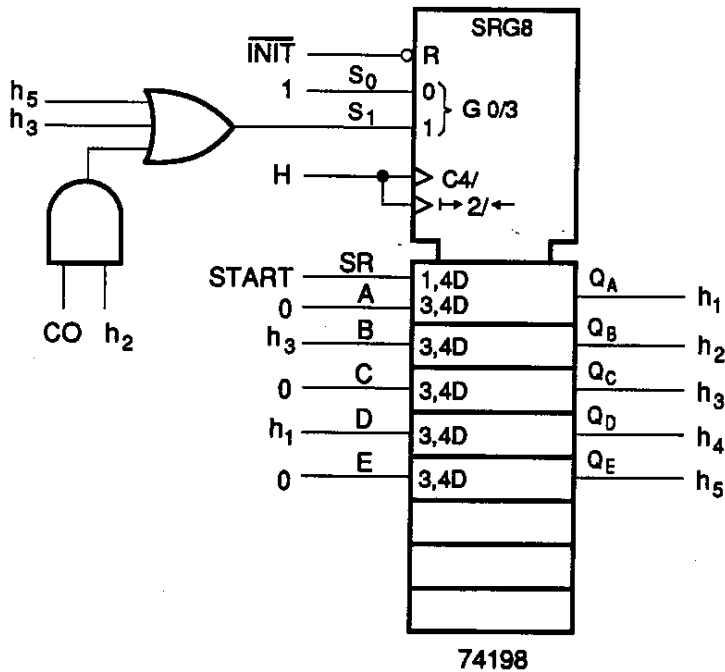 SRG8
INIT R
h5 1 S0 0 G 0/3
h3 S1 1
H C4/
2/
START SR 1,4D QA h1
0 A 3,4D
CO h2
h3 B 3,4D QB h2
0 C 3,4D QC h3
h1 D 3,4D QD h4
0 E 3,4D QE h5
74198